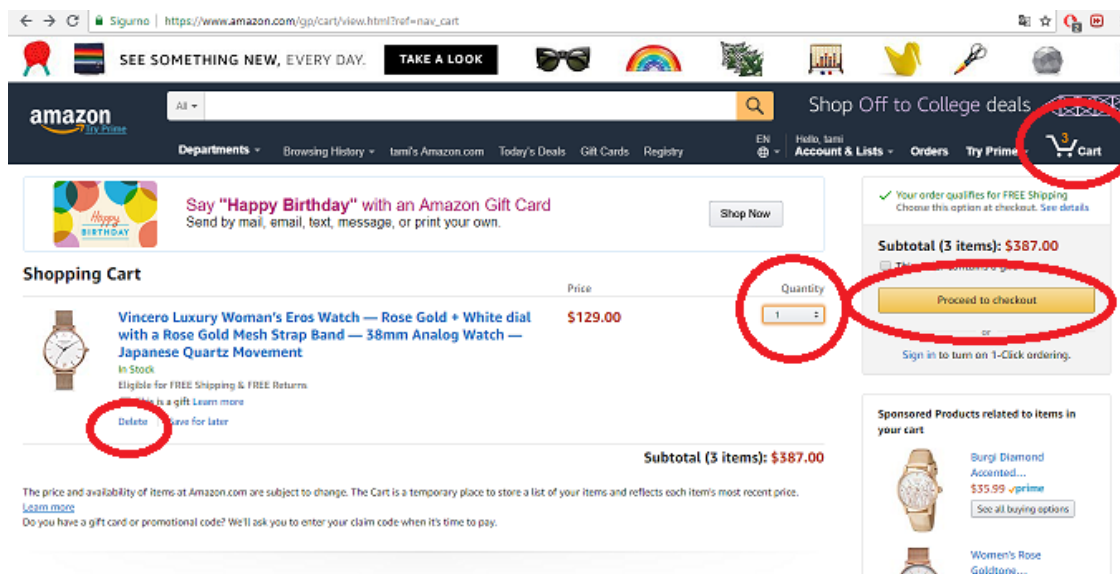 Sigurno
https://www.amazon.com/gp/cart/view.html?ref=nav_cart
SEE SOMETHING NEW, EVERY DAY.
TAKE A LOOK
amazon
Try Prime
All
Shop Off to College deals
Departments
Browsing History
tami's Amazon.com
Today's Deals
Gift Cards
Registry
EN
Hello, tami
Account & Lists
Orders
Try Prime
3
Cart
Happy
BIRTHDAY
Say "Happy Birthday" with an Amazon Gift Card
Send by mail, email, text, message, or print your own.
Shop Now
Shopping Cart
Price
Quantity
Vincero Luxury Woman's Eros Watch — Rose Gold + White dial
with a Rose Gold Mesh Strap Band — 38mm Analog Watch —
Japanese Quartz Movement
$129.00
1
In Stock
Eligible for FREE Shipping & FREE Returns
This is a gift Learn more
Delete
Save for later
Subtotal (3 items): $387.00
The price and availability of items at Amazon.com are subject to change. The Cart is a temporary place to store a list of your items and reflects each item's most recent price.
Learn more
Do you have a gift card or promotional code? We'll ask you to enter your claim code when it's time to pay.
Your order qualifies for FREE Shipping
Choose this option at checkout. See details
Subtotal (3 items): $387.00
Proceed to checkout
or
Sign in to turn on 1-Click ordering.
Sponsored Products related to items in
your cart
Burgi Diamond
Accented...
$35.99 prime
See all buying options
Women's Rose
Goldtone...